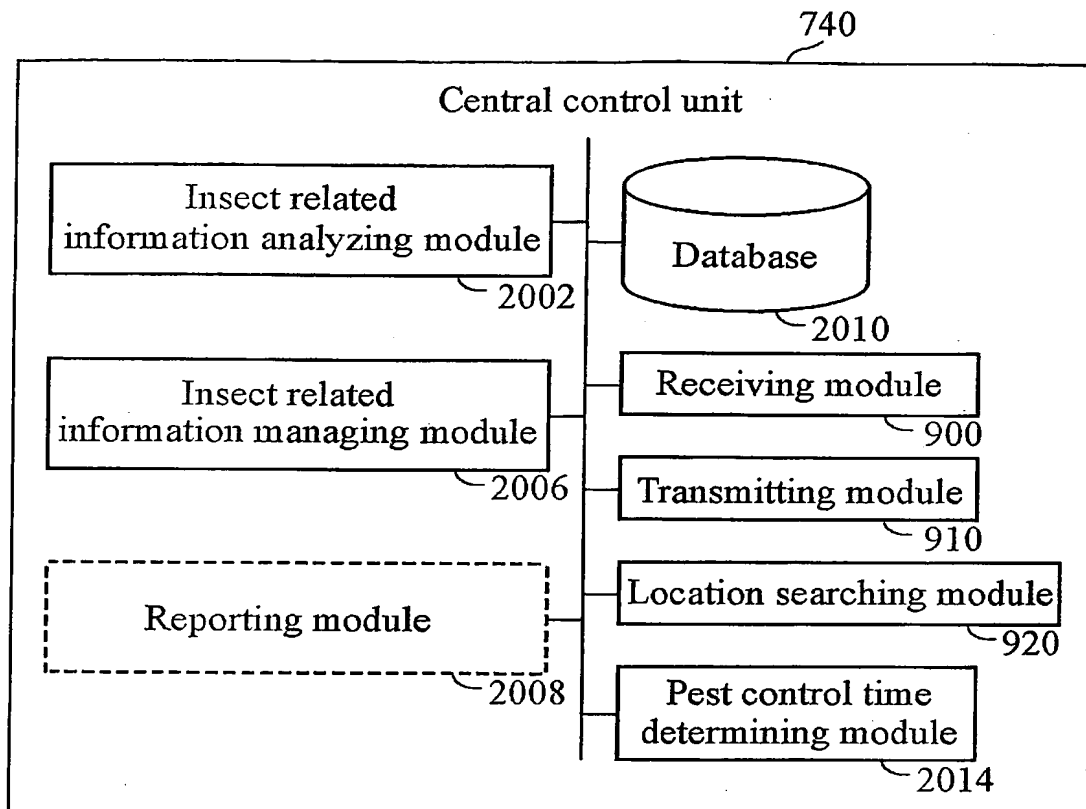 740
Central control unit
Insect related
information analyzing module
2002
Database
2010
Insect related
information managing module
2006
Receiving module
900
Transmitting module
910
Reporting module
2008
Location searching module
920
Pest control time
determining module
2014